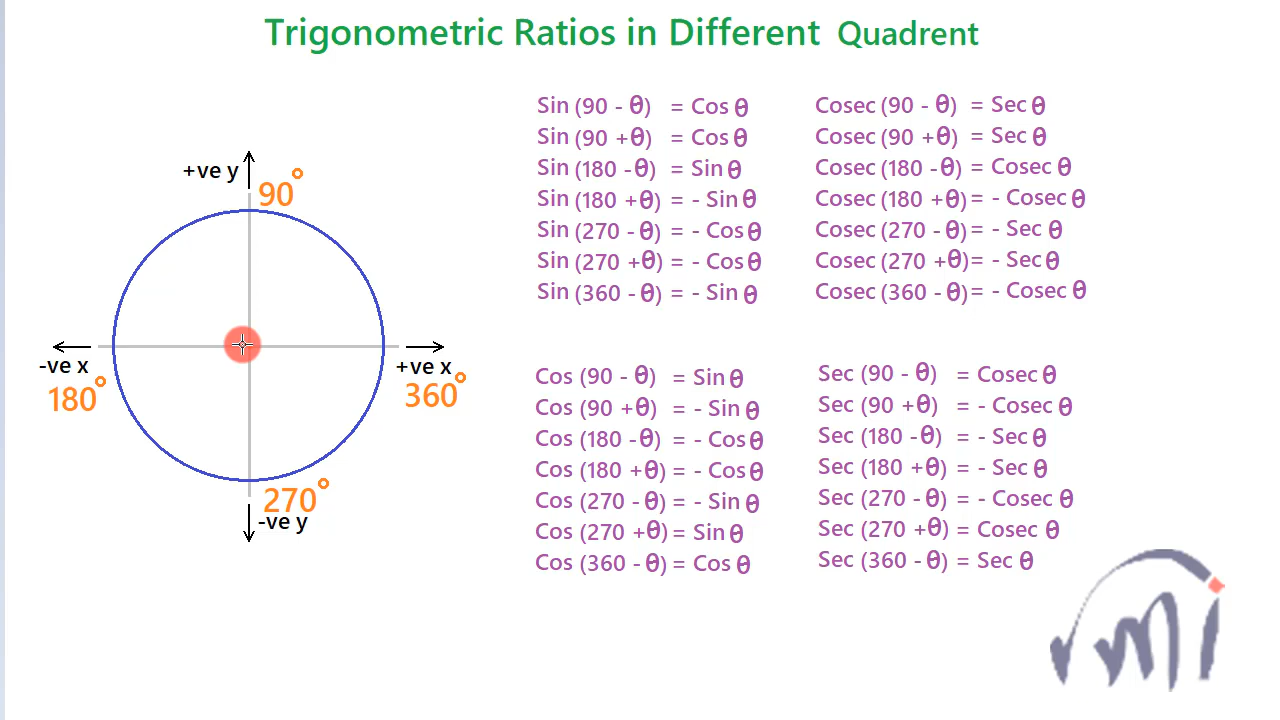 Trigonometric Ratios in Different Quadrent
+ve y
90°
-ve x
180°
+ve x
360°
270°
-ve y
Sin (90 - θ) = Cos θ
Sin (90 +θ) = Cos θ
Sin (180 -θ) = Sin θ
Sin (180 +θ) = - Sin θ
Sin (270 - θ) = - Cos θ
Sin (270 +θ) = - Cos θ
Sin (360 - θ) = - Sin θ
Cosec (90 - θ) = Sec θ
Cosec (90 +θ) = Sec θ
Cosec (180 -θ) = Cosec θ
Cosec (180 +θ) = - Cosec θ
Cosec (270 - θ) = - Sec θ
Cosec (270 +θ) = - Sec θ
Cosec (360 - θ) = - Cosec θ
Cos (90 - θ) = Sin θ
Cos (90 +θ) = - Sin θ
Cos (180 -θ) = - Cos θ
Cos (180 +θ) = - Cos θ
Cos (270 - θ) = - Sin θ
Cos (270 +θ) = Sin θ
Cos (360 - θ) = Cos θ
Sec (90 - θ) = Cosec θ
Sec (90 +θ) = - Cosec θ
Sec (180 -θ) = - Sec θ
Sec (180 +θ) = - Sec θ
Sec (270 - θ) = - Cosec θ
Sec (270 +θ) = Cosec θ
Sec (360 - θ) = Sec θ
vmi